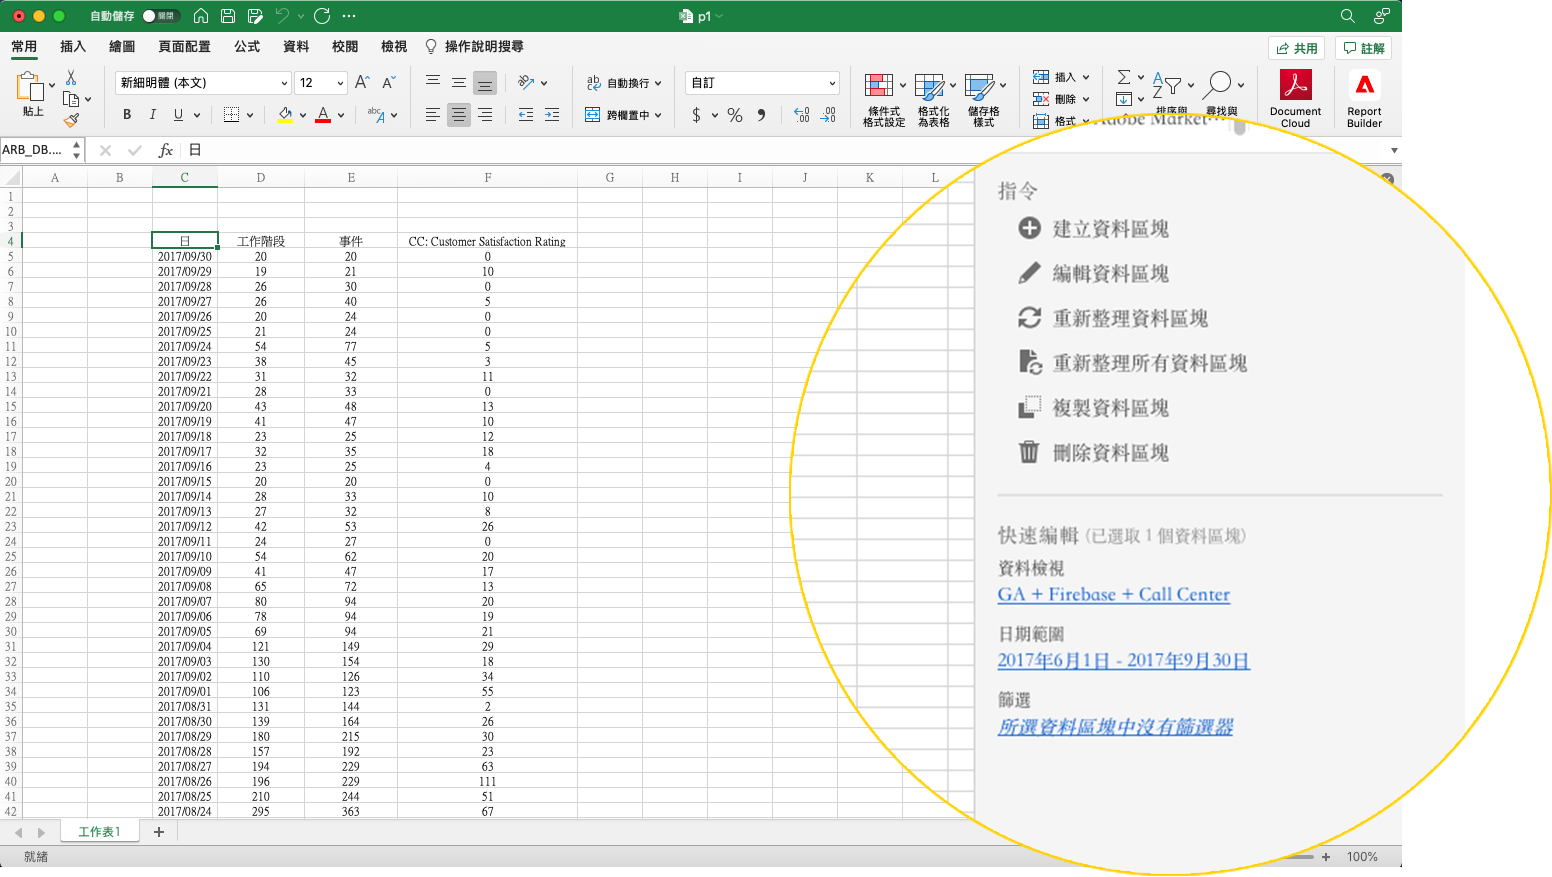 自動儲存 關閉 ... p1
常用 插入 繪圖 頁面配置 公式 資料 校閱 檢視 操作說明搜尋 共用 註解
貼上 新細明體 (本文) 12 A^ A˅ ab 自動換行 自訂 條件式 格式設定 格式化 為表格 儲存格 樣式 插入 刪除 格式 排序與 尋找與 Document Cloud Report Builder
B I U A abc 跨欄置中 $ % , .00 .00
ARB_DB.... fx 日
Adobe Market...
A B C D E F G H I J K L
1
2
3
4 日 工作階段 事件 CC: Customer Satisfaction Rating
5 2017/09/30 20 20 0
6 2017/09/29 19 21 10
7 2017/09/28 26 30 0
8 2017/09/27 26 40 5
9 2017/09/26 20 24 0
10 2017/09/25 21 24 0
11 2017/09/24 54 77 5
12 2017/09/23 38 45 3
13 2017/09/22 31 32 11
14 2017/09/21 28 33 0
15 2017/09/20 43 48 13
16 2017/09/19 41 47 10
17 2017/09/18 23 25 12
18 2017/09/17 32 35 18
19 2017/09/16 23 25 4
20 2017/09/15 20 20 0
21 2017/09/14 28 33 10
22 2017/09/13 27 32 8
23 2017/09/12 42 53 26
24 2017/09/11 24 27 0
25 2017/09/10 54 62 20
26 2017/09/09 41 47 17
27 2017/09/08 65 72 13
28 2017/09/07 80 94 20
29 2017/09/06 78 94 19
30 2017/09/05 69 94 21
31 2017/09/04 121 149 29
32 2017/09/03 130 154 18
33 2017/09/02 110 126 34
34 2017/09/01 106 123 55
35 2017/08/31 131 144 2
36 2017/08/30 139 164 26
37 2017/08/29 180 215 30
38 2017/08/28 157 192 23
39 2017/08/27 194 229 63
40 2017/08/26 196 229 111
41 2017/08/25 210 244 51
42 2017/08/24 295 363 67
指令
建立資料區塊
編輯資料區塊
重新整理資料區塊
重新整理所有資料區塊
複製資料區塊
刪除資料區塊
快速編輯 (已選取 1 個資料區塊)
資料檢視
GA + Firebase + Call Center
日期範圍
2017年6月1日 - 2017年9月30日
篩選
所選資料區塊中沒有篩選器
工作表1 +
就緒 + 100%